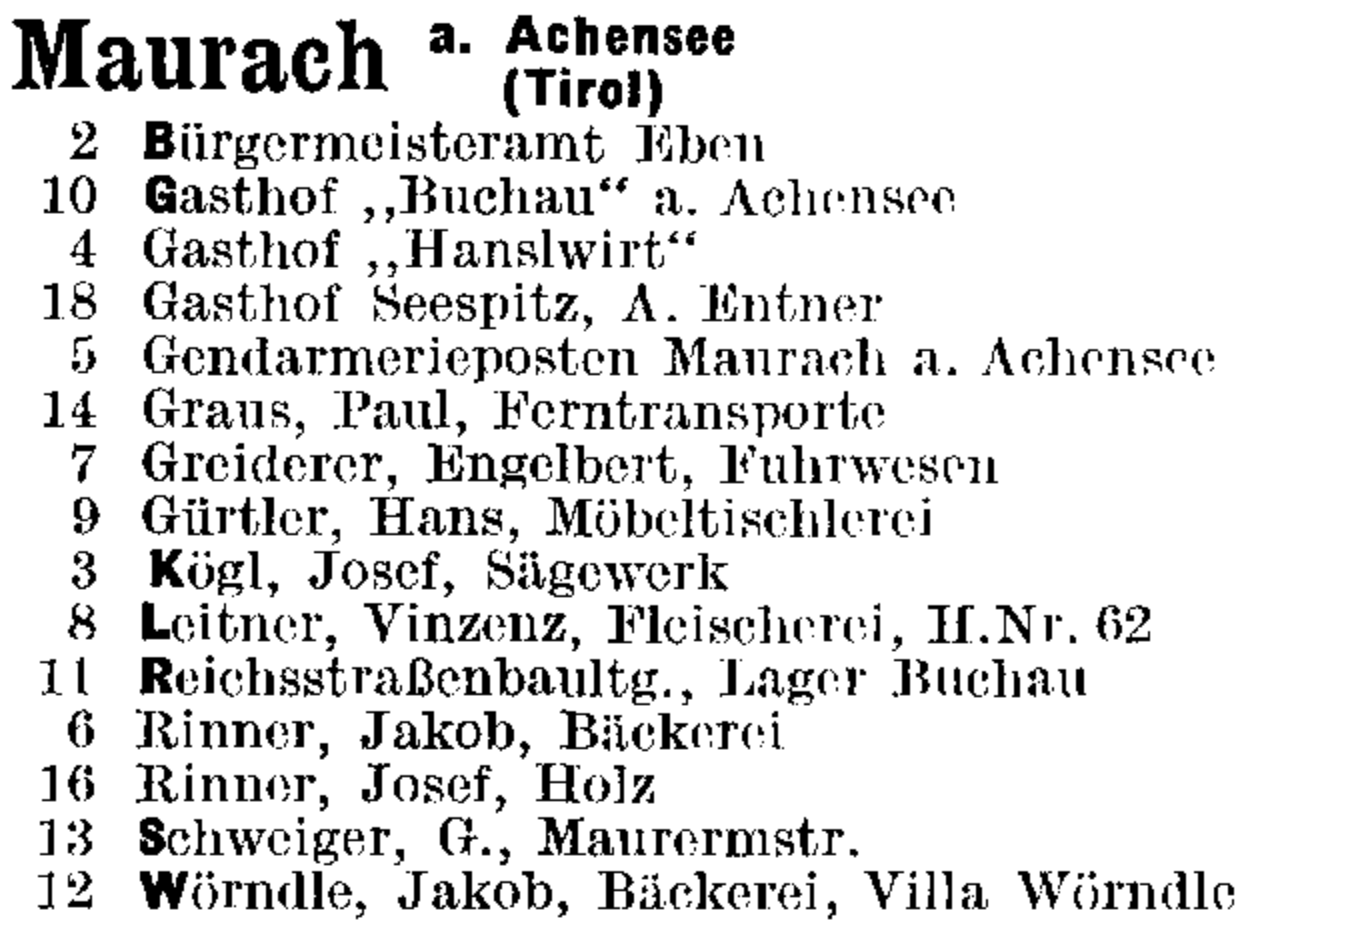 Maurach a. Achensee
(Tirol)
2 Bürgermeisteramt Eben
10 Gasthof „Buchau“ a. Achensee
4 Gasthof „Hanslwirt“
18 Gasthof Seespitz, A. Entner
5 Gendarmerieposten Maurach a. Achensee
14 Graus, Paul, Ferntransporte
7 Greiderer, Engelbert, Fuhrwesen
9 Gürtler, Hans, Möbeltischlerei
3 Kögl, Josef, Sägewerk
8 Leitner, Vinzenz, Fleischerei, H.Nr. 62
11 Reichsstraßenbaultg., Lager Buchau
6 Rinner, Jakob, Bäckerei
16 Rinner, Josef, Holz
13 Schweiger, G., Maurermstr.
12 Wörndle, Jakob, Bäckerei, Villa Wörndle